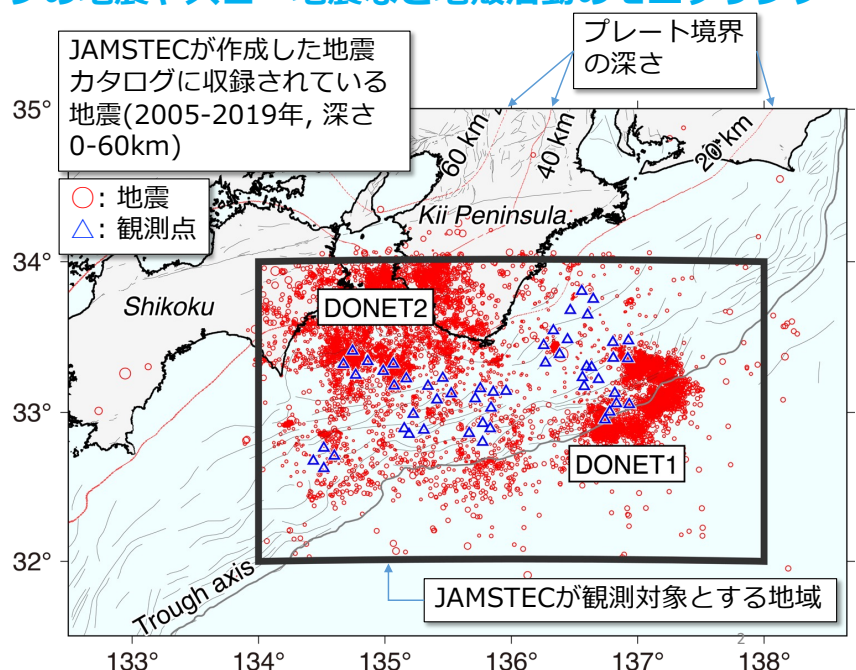 JAMSTECが作成した地震
カタログに収録されている
地震(2005-2019年, 深さ
0-60km)
プレート境界
の深さ
○: 地震
△: 観測点
35°
34°
33°
32°
60 km
40 km
20 km
Kii Peninsula
Shikoku
DONET2
DONET1
Trough axis
JAMSTECが観測対象とする地域
2
133°
134°
135°
136°
137°
138°